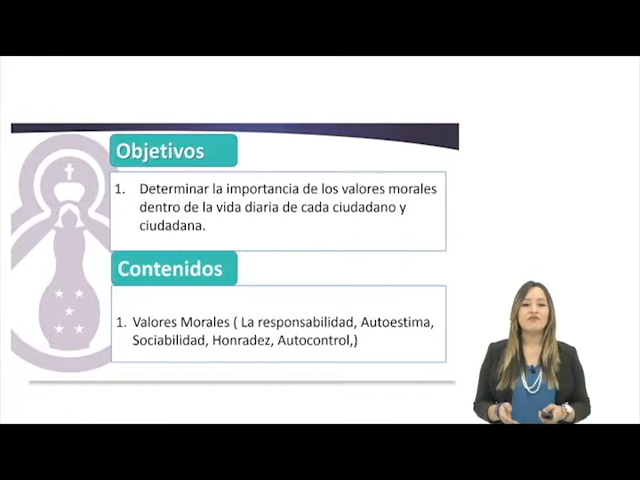 Objetivos
1. Determinar la importancia de los valores morales
dentro de la vida diaria de cada ciudadano y
ciudadana.
Contenidos
1. Valores Morales ( La responsabilidad, Autoestima,
Sociabilidad, Honradez, Autocontrol,)